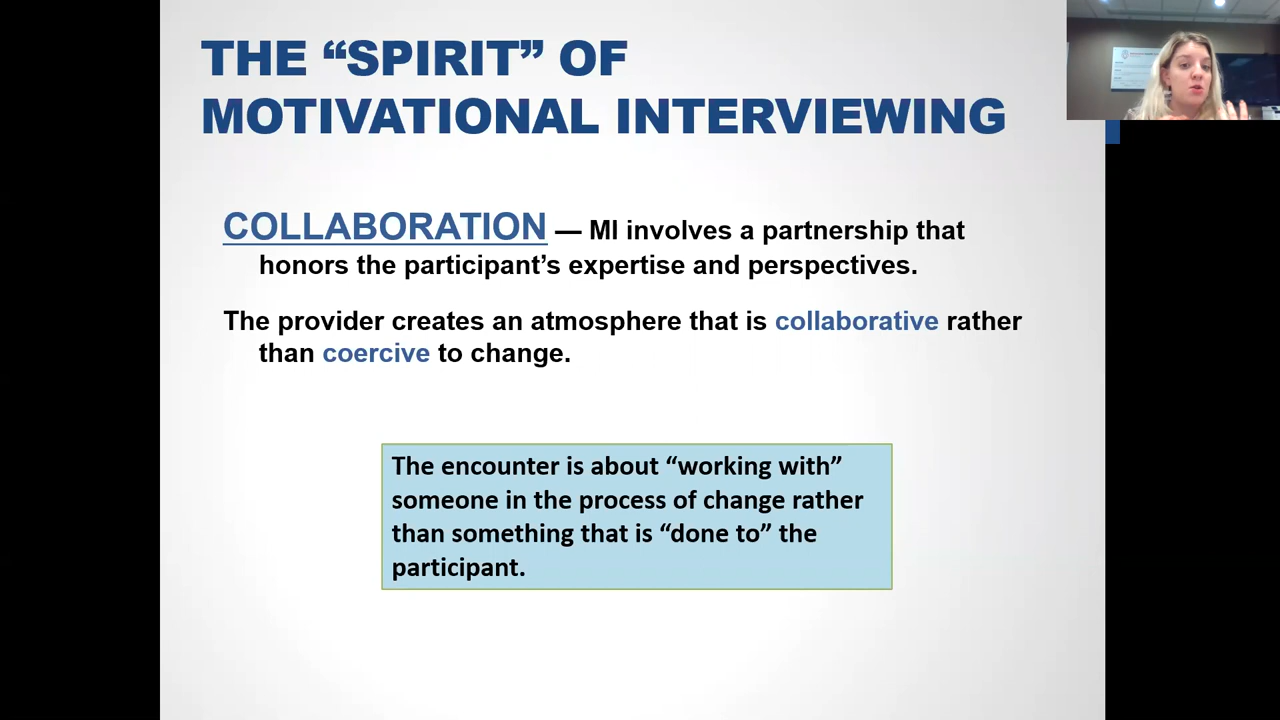 THE “SPIRIT” OF
MOTIVATIONAL INTERVIEWING
COLLABORATION — MI involves a partnership that
honors the participant’s expertise and perspectives.
The provider creates an atmosphere that is collaborative rather
than coercive to change.
The encounter is about “working with”
someone in the process of change rather
than something that is “done to” the
participant.